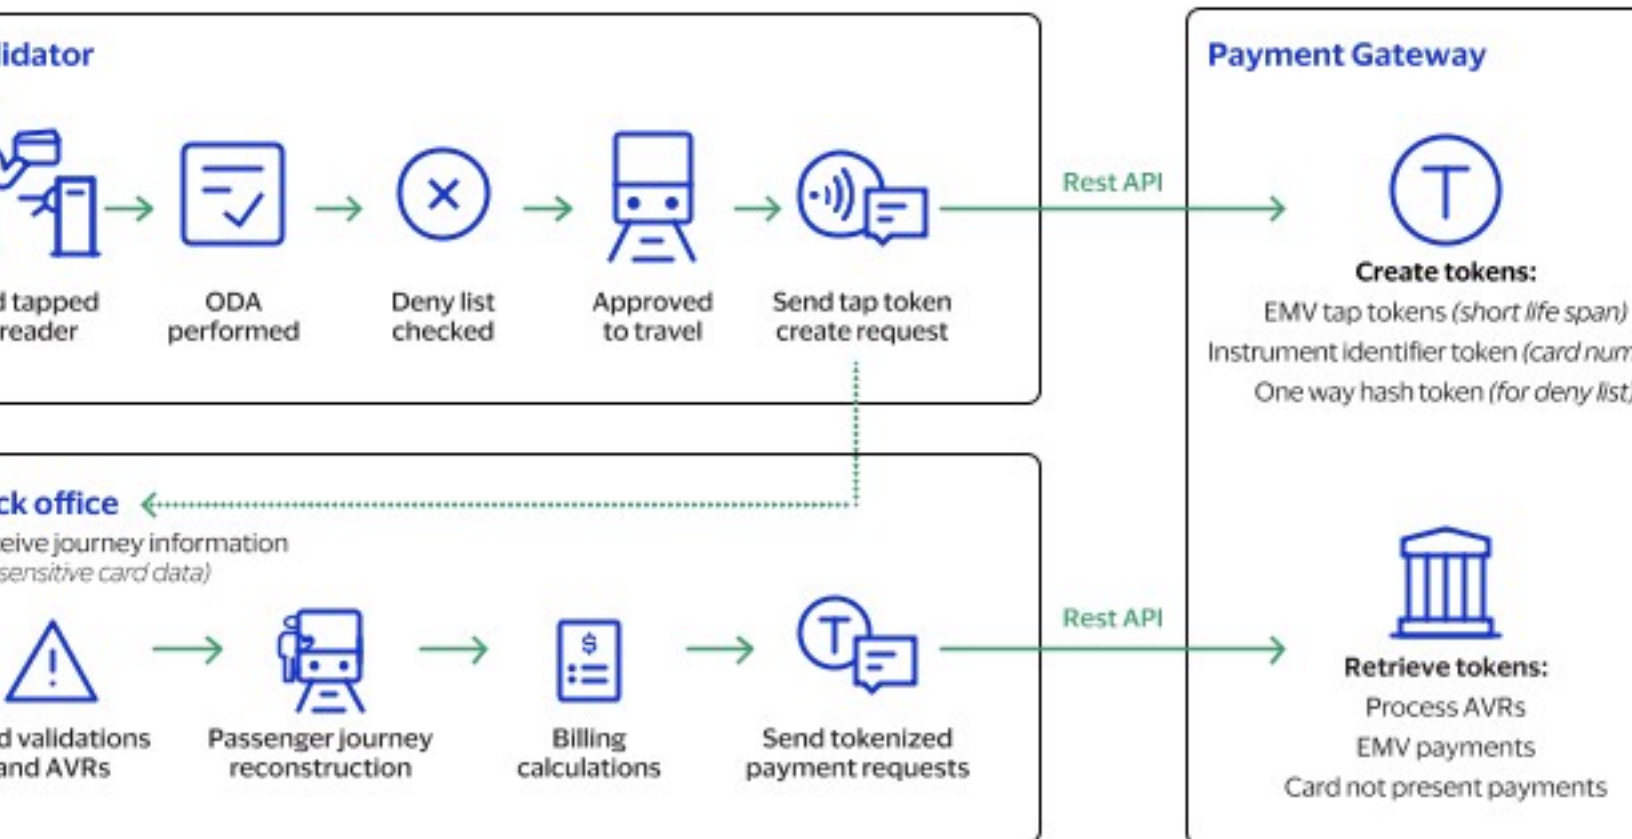 lidator
d tapped
reader
ODA
performed
Deny list
checked
Approved
to travel
Send tap token
create request
Rest API
Payment Gateway
T
Create tokens:
EMV tap tokens (short life span)
Instrument identifier token (card num
One way hash token (for deny list)
ck office
eive journey information
sensitive card data)
d validations
and AVRs
Passenger journey
reconstruction
$
Billing
calculations
T
Send tokenized
payment requests
Rest API
Retrieve tokens:
Process AVRs
EMV payments
Card not present payments